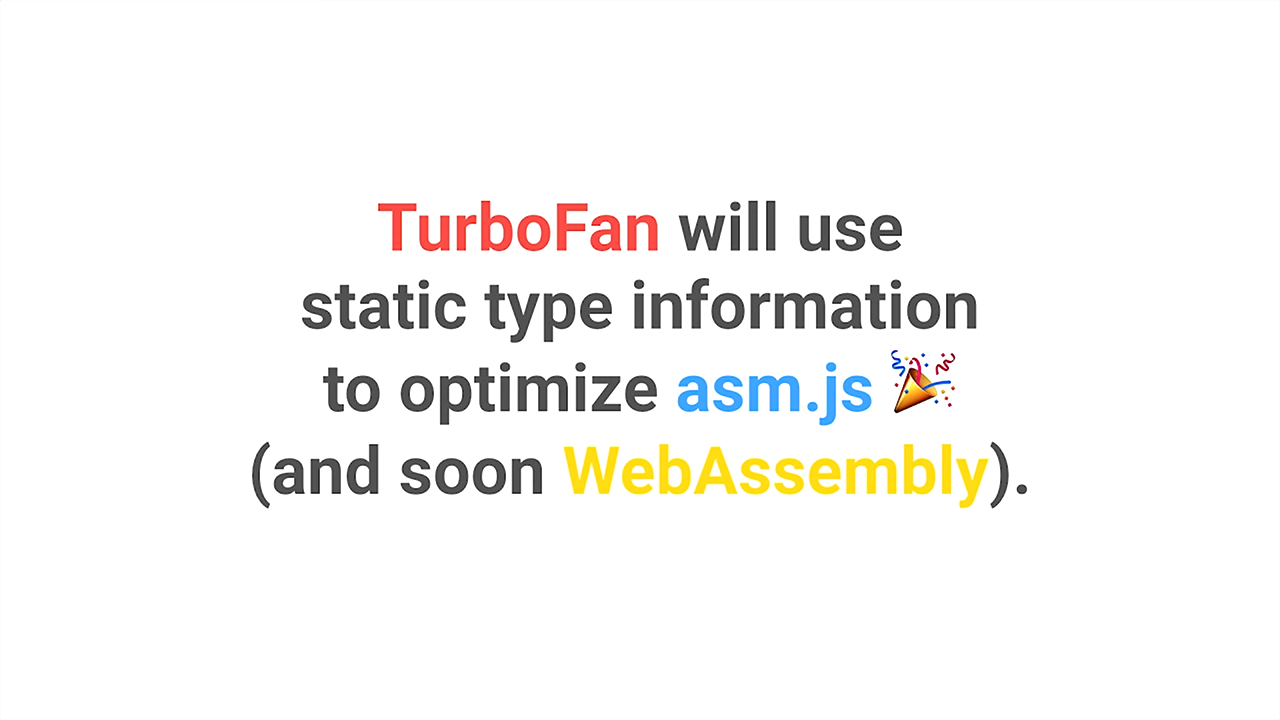 TurboFan will use
static type information
to optimize asm.js 🎉
(and soon WebAssembly).